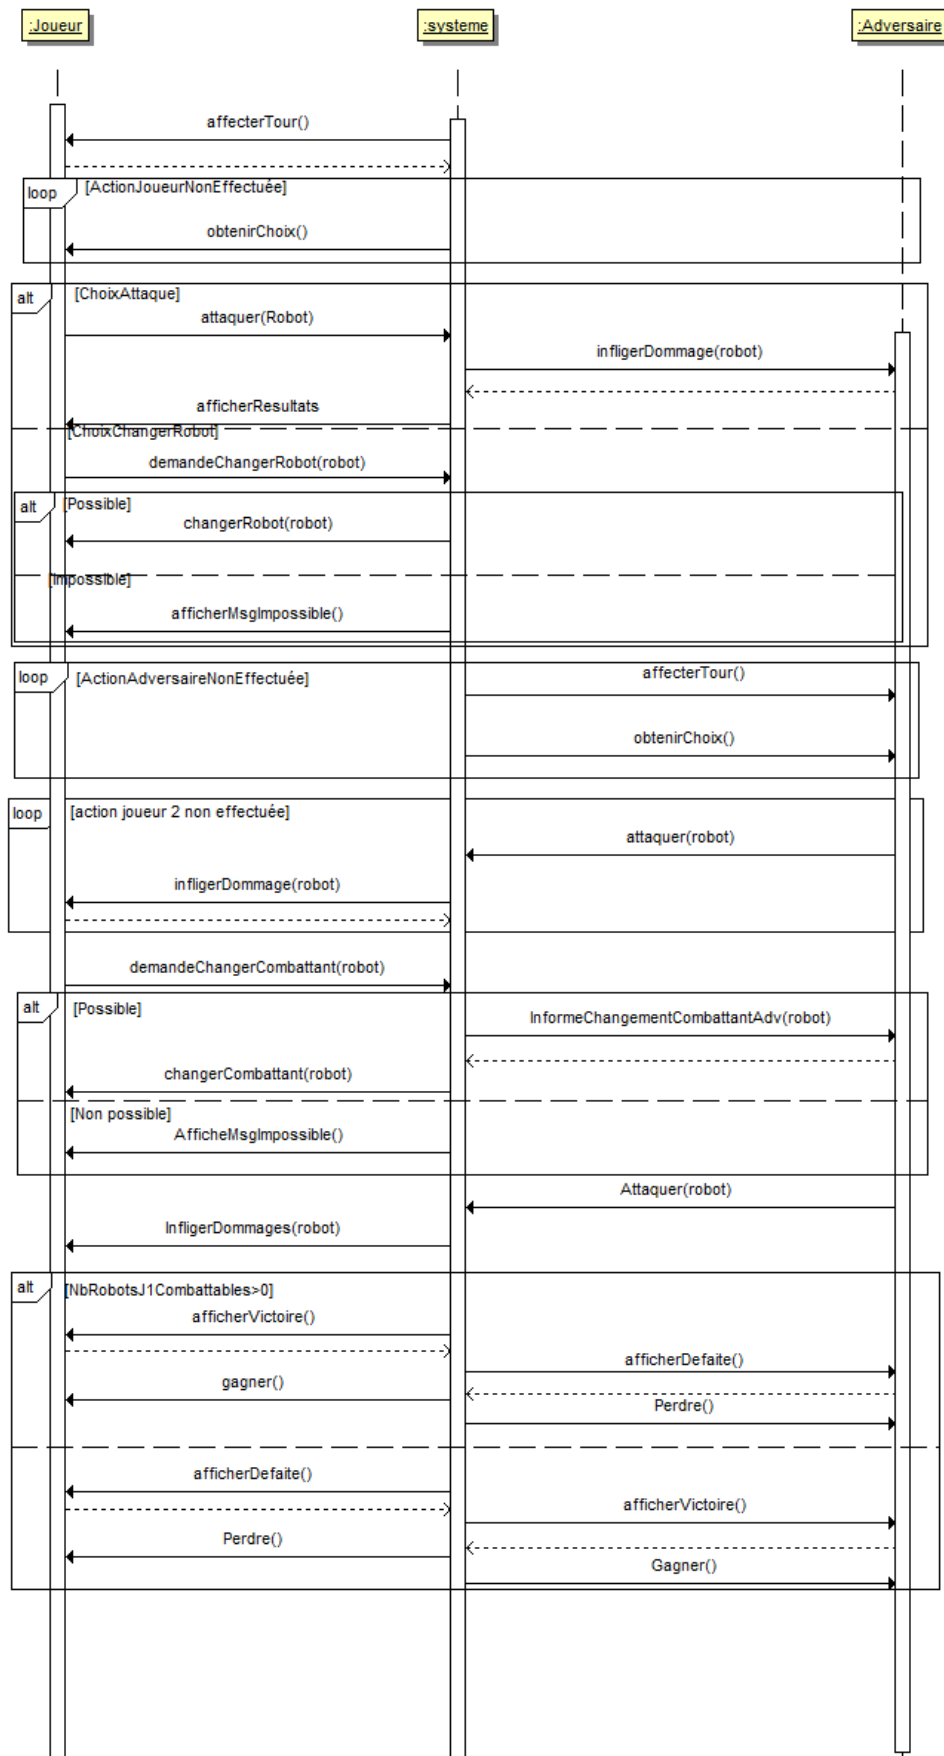 :Joueur
:systeme
:Adversaire
affecterTour()
loop
[ActionJoueurNonEffectuée]
obtenirChoix()
alt
[ChoixAttaque]
attaquer(Robot)
infligerDommage(robot)
afficherResultats
[ChoixChangerRobot]
demandeChangerRobot(robot)
alt
[Possible]
changerRobot(robot)
[Impossible]
afficherMsgImpossible()
loop
[ActionAdversaireNonEffectuée]
affecterTour()
obtenirChoix()
loop
[action joueur 2 non effectuée]
attaquer(robot)
infligerDommage(robot)
demandeChangerCombattant(robot)
alt
[Possible]
InformeChangementCombattantAdv(robot)
changerCombattant(robot)
[Non possible]
AfficheMsgImpossible()
Attaquer(robot)
InfligerDommages(robot)
alt
[NbRobotsJ1Combattables>0]
afficherVictoire()
afficherDefaite()
gagner()
Perdre()
afficherDefaite()
afficherVictoire()
Perdre()
Gagner()